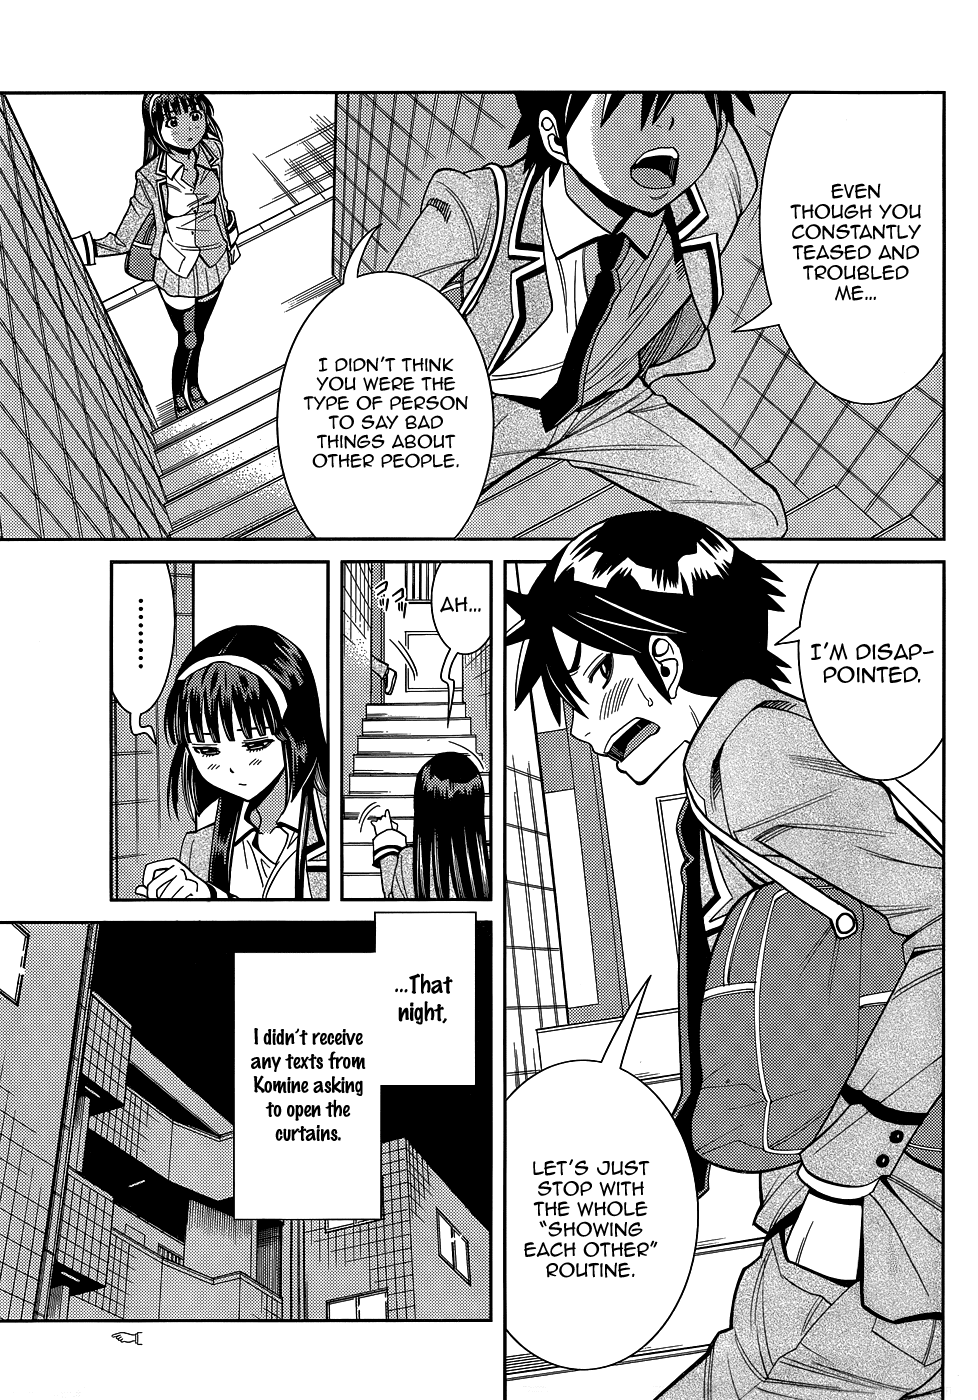 EVEN
THOUGH YOU
CONSTANTLY
TEASED AND
TROUBLED
ME...
I DIDN'T THINK
YOU WERE THE
TYPE OF PERSON
TO SAY BAD
THINGS ABOUT
OTHER PEOPLE.
I'M DISAP-
POINTED.
LET'S JUST
STOP WITH
THE WHOLE
"SHOWING
EACH OTHER"
ROUTINE.
AH...
........
...That
night,
I didn't receive
any texts from
Komine asking
to open the
curtains.